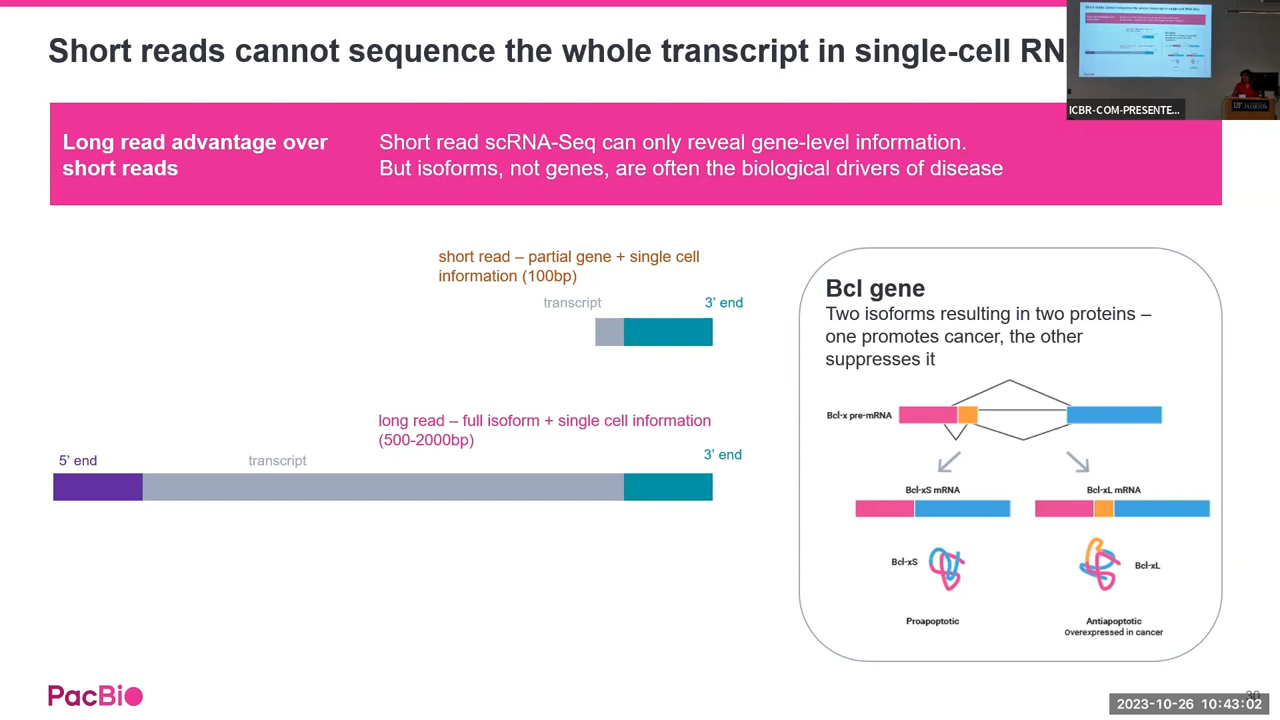 Short reads cannot sequence the whole transcript in single-cell RN
ICBR-COM-PRESENTE...
Long read advantage over
short reads
Short read scRNA-Seq can only reveal gene-level information.
But isoforms, not genes, are often the biological drivers of disease
short read – partial gene + single cell
information (100bp)
transcript
3' end
long read – full isoform + single cell information
(500-2000bp)
5' end
transcript
3' end
Bcl gene
Two isoforms resulting in two proteins –
one promotes cancer, the other
suppresses it
Bcl-x pre-mRNA
Bcl-xS mRNA
Bcl-xL mRNA
Bcl-xS
Bcl-xL
Proapoptotic
Antiapoptotic
Overexpressed in cancer
PacBio
30
2023-10-26 10:43:02